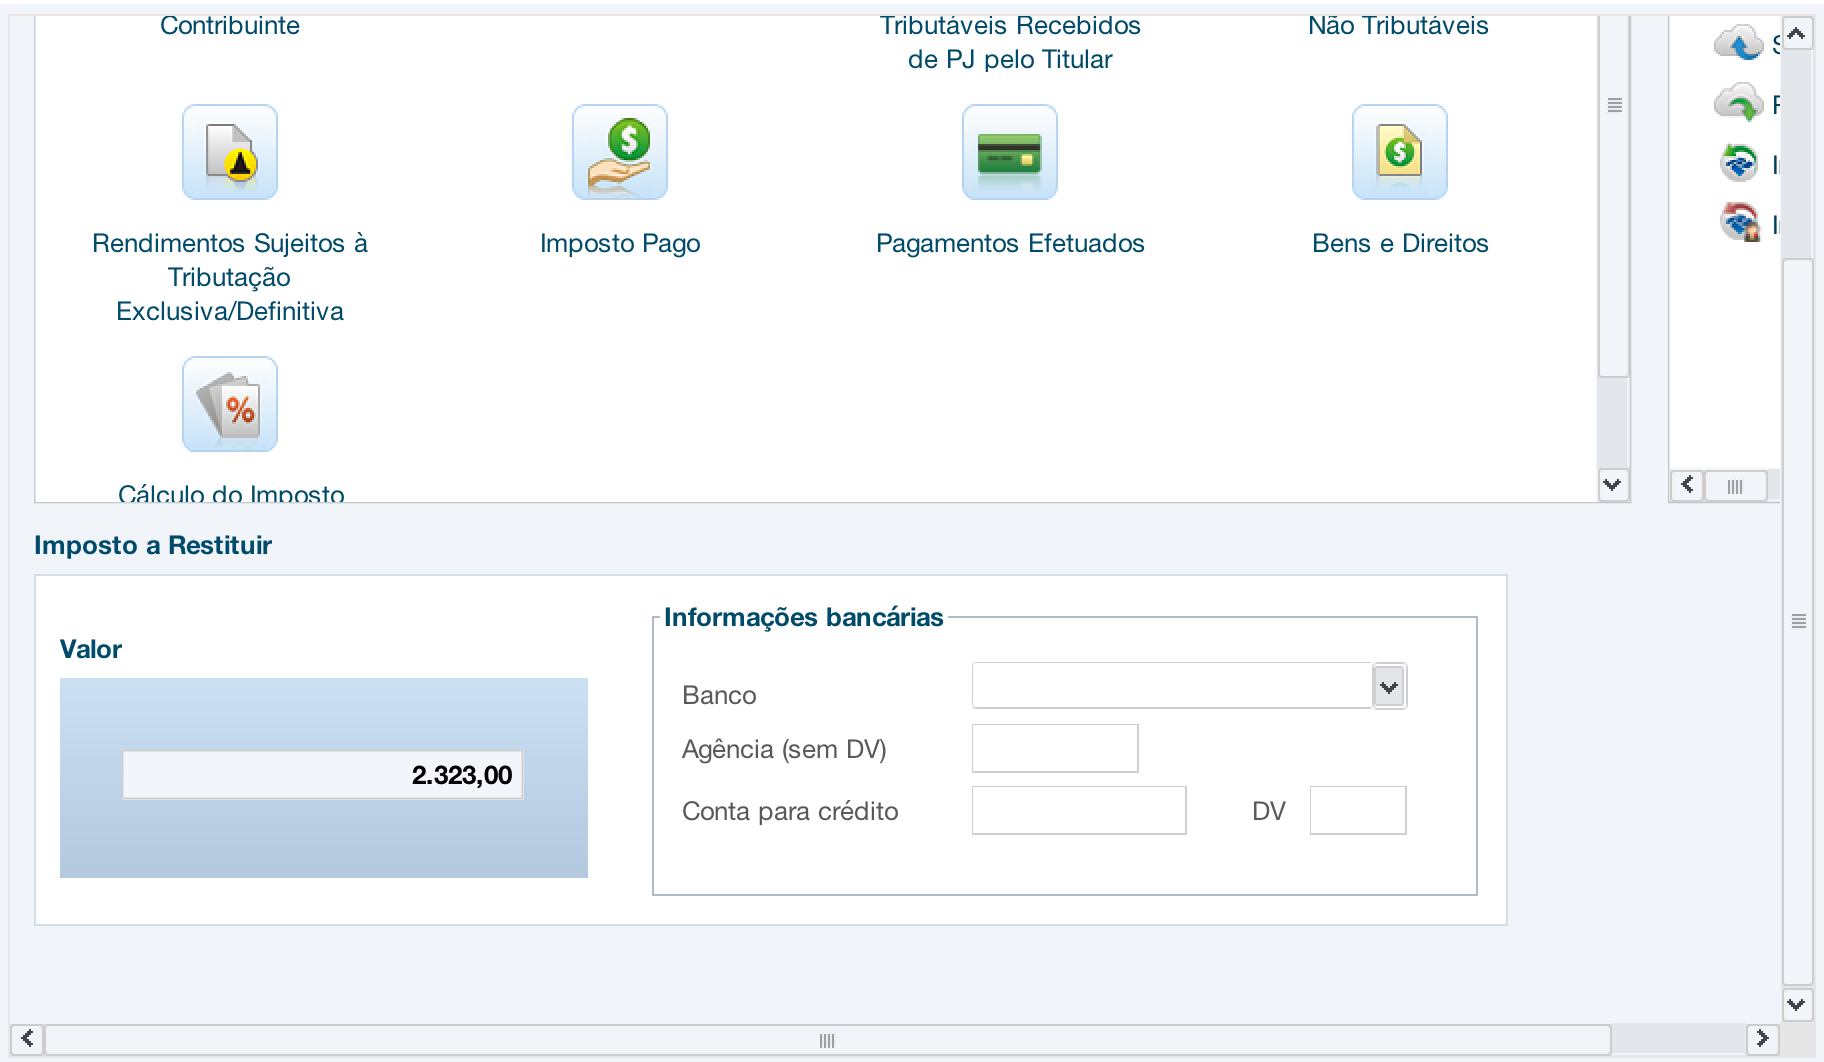 Contribuinte
Tributáveis Recebidos
de PJ pelo Titular
Não Tributáveis
Rendimentos Sujeitos à
Tributação
Exclusiva/Definitiva
Imposto Pago
Pagamentos Efetuados
Bens e Direitos
Cálculo do Imposto
Imposto a Restituir
Valor
2.323,00
Informações bancárias
Banco
Agência (sem DV)
Conta para crédito
DV